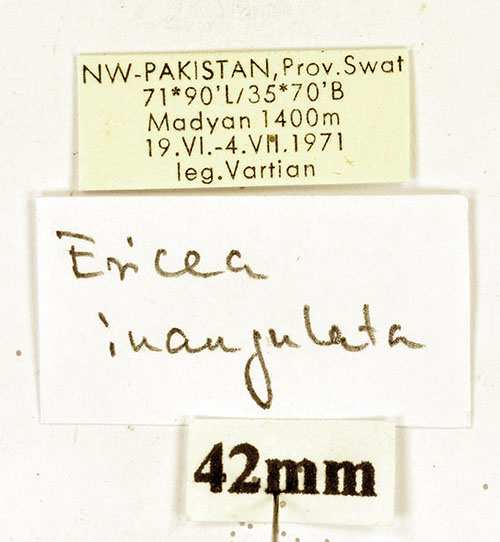 NW-PAKISTAN, Prov.Swat
71*90'L/35*70'B
Madyan 1400m
19.VI.-4.VII.1971
leg.Vartian
Ericea
inangulata
42mm